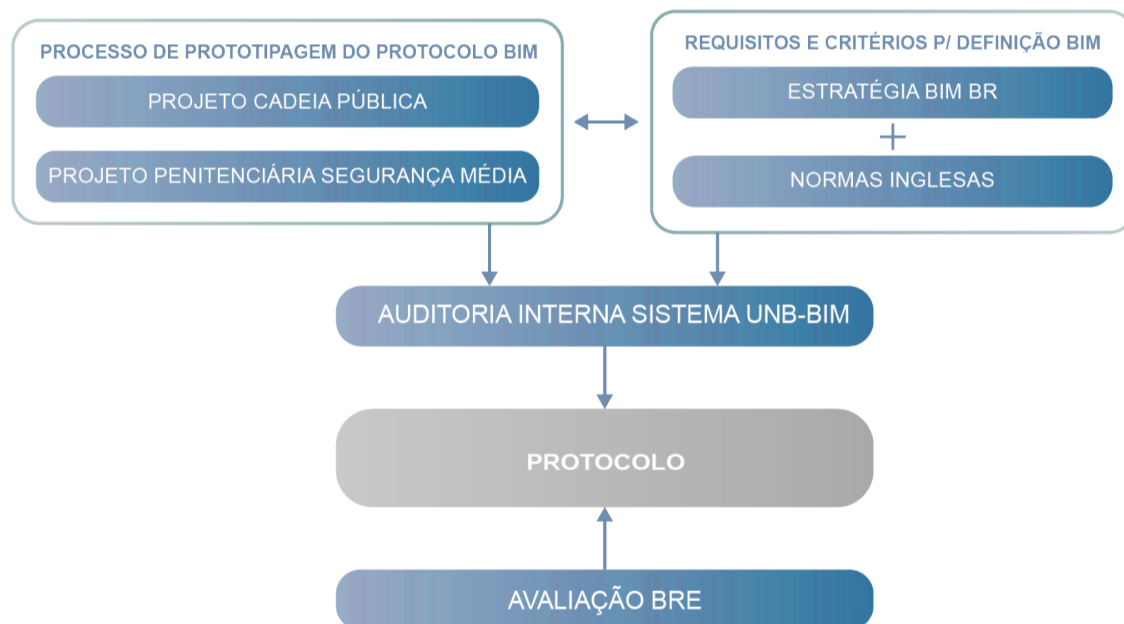 PROCESSO DE PROTOTIPAGEM DO PROTOCOLO BIM
PROJETO CADEIA PÚBLICA
PROJETO PENITENCIÁRIA SEGURANÇA MÉDIA
REQUISITOS E CRITÉRIOS P/ DEFINIÇÃO BIM
ESTRATÉGIA BIM BR
+
NORMAS INGLESAS
AUDITORIA INTERNA SISTEMA UNB-BIM
PROTOCOLO
AVALIAÇÃO BRE